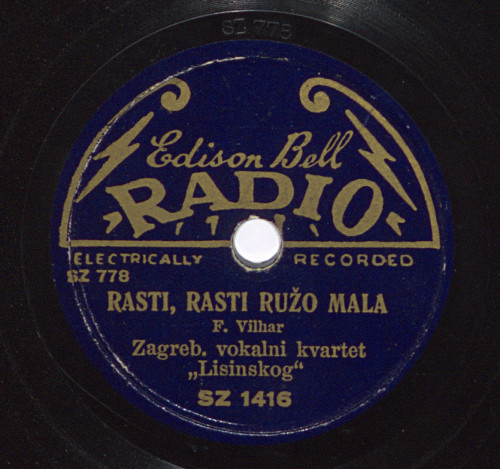 SZ 778
Edison Bell
RADIO
ELECTRICALLY RECORDED
SZ 778
RASTI, RASTI RUŽO MALA
F. Vilhar
Zagreb. vokalni kvartet
„Lisinskog“
SZ 1416